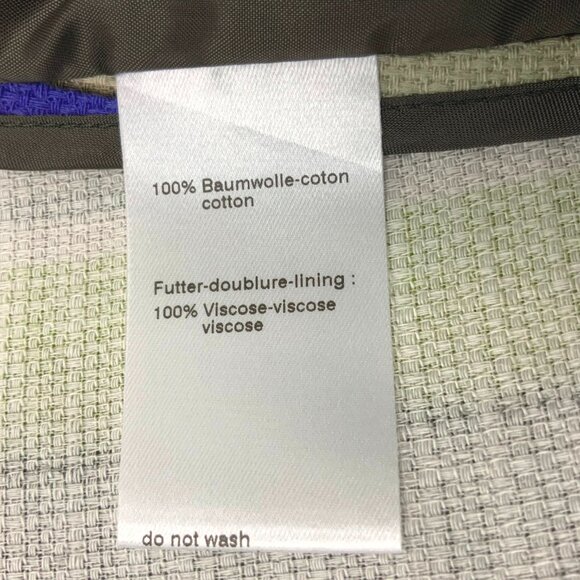 100% Baumwolle-coton
cotton
Futter-doublure-lining :
100% Viscose-viscose
viscose
do not wash